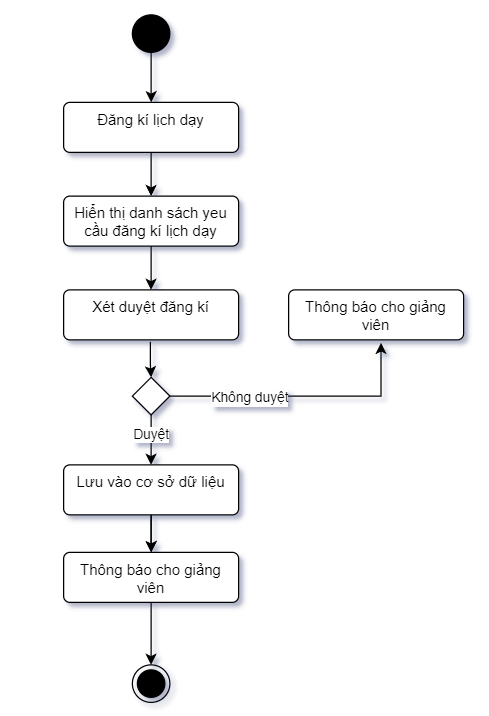 Đăng kí lịch dạy
Hiển thị danh sách yeu
cầu đăng kí lịch dạy
Xét duyệt đăng kí
Thông báo cho giảng
viên
Không duyệt
Duyệt
Lưu vào cơ sở dữ liệu
Thông báo cho giảng
viên